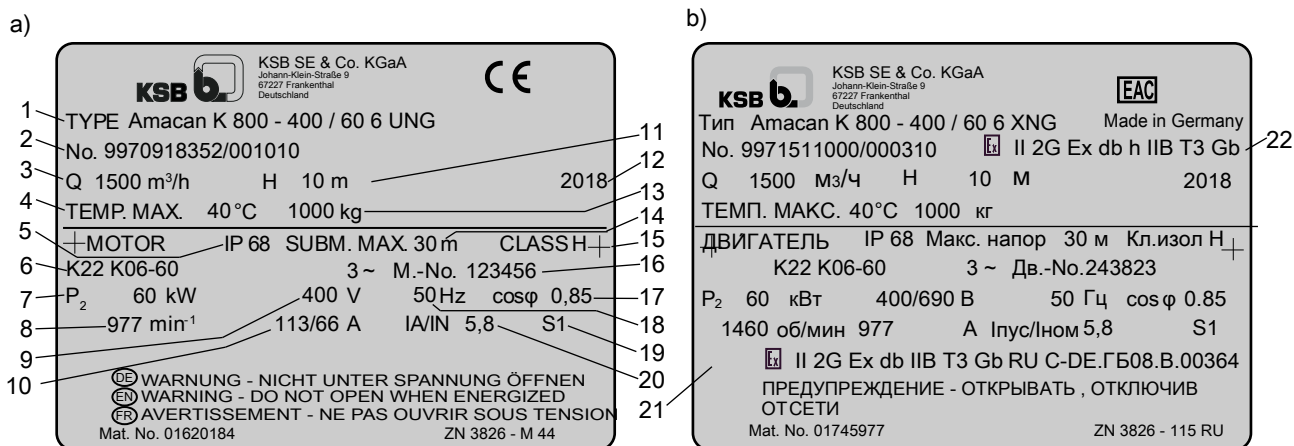 a)
KSB b.
KSB SE & Co. KGaA
Johann-Klein-Straße 9
67227 Frankenthal
Deutschland
CE
1 TYPE Amacan K 800 - 400 / 60 6 UNG
2 No. 9970918352/001010
11
3 Q 1500 m³/h H 10 m 2018
12
4 TEMP. MAX. 40°C 1000 kg
13
14
5 MOTOR IP 68 SUBM. MAX. 30 m CLASS H
15
6 K22 K06-60 3 ~ M.-No. 123456
16
7 P₂ 60 kW 400 V 50 Hz cosφ 0,85
17
18
8 977 min⁻¹ 113/66 A IA/IN 5,8 S1
19
9
10
20
DE WARNUNG - NICHT UNTER SPANNUNG ÖFFNEN
EN WARNING - DO NOT OPEN WHEN ENERGIZED
FR AVERTISSEMENT - NE PAS OUVRIR SOUS TENSION
Mat. No. 01620184 ZN 3826 - M 44
b)
KSB b.
KSB SE & Co. KGaA
Johann-Klein-Straße 9
67227 Frankenthal
Deutschland
EAC
Тип Amacan K 800 - 400 / 60 6 XNG Made in Germany
No. 9971511000/000310 Ex II 2G Ex db h IIB T3 Gb
22
Q 1500 м3/ч H 10 м 2018
ТЕМП. МАКС. 40°C 1000 кг
ДВИГАТЕЛЬ IP 68 Макс. напор 30 м Кл.изол H
K22 K06-60 3 ~ Дв.-No.243823
P₂ 60 кВт 400/690 В 50 Гц cos φ 0.85
1460 об/мин 977 A Iпус/Iном 5,8 S1
Ex II 2G Ex db IIB T3 Gb RU C-DE.ГБ08.B.00364
21
ПРЕДУПРЕЖДЕНИЕ - ОТКРЫВАТЬ , ОТКЛЮЧИВ
ОТ СЕТИ
Mat. No. 01745977 ZN 3826 - 115 RU